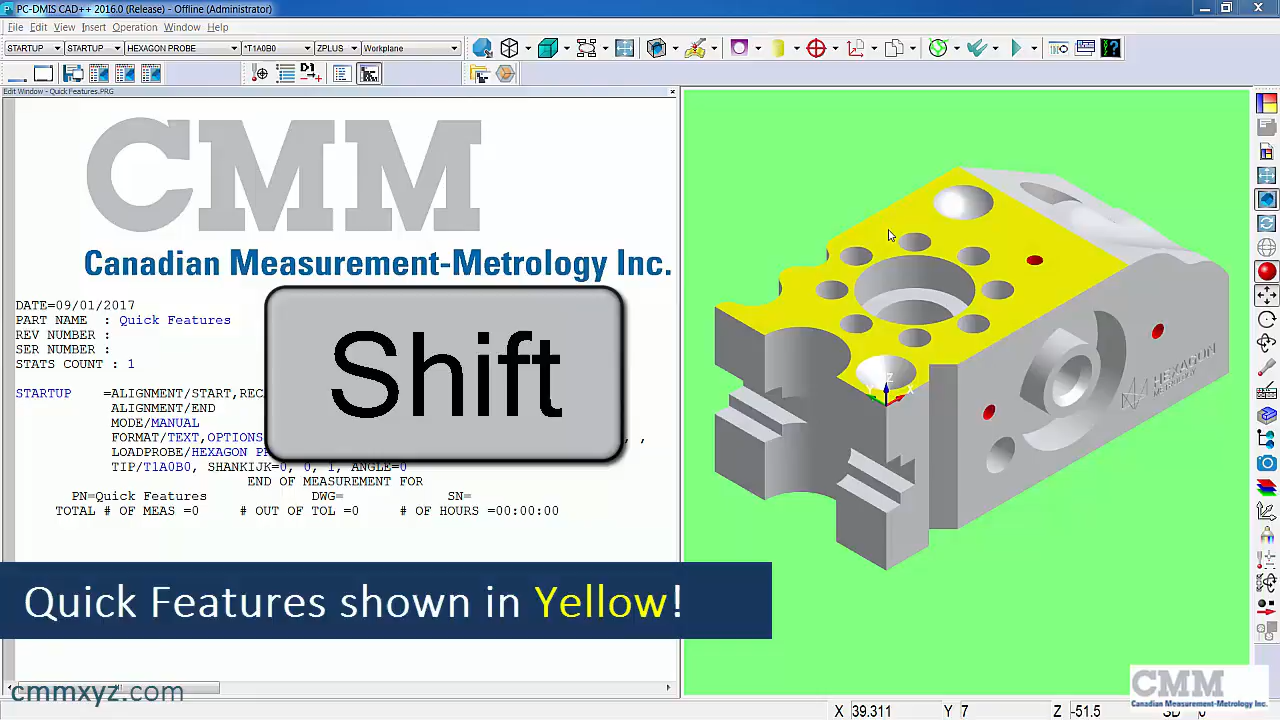 PC-DMIS CAD++ 2016.0 (Release) - Offline (Administrator)
File Edit View Insert Operation Window Help
STARTUP STARTUP HEXAGON PROBE *T1A0B0 ZPLUS Workplane
Edit Window - Quick Features.PRG
CMM
Canadian Measurement-Metrology Inc.
DATE=09/01/2017
PART NAME : Quick Features
REV NUMBER :
SER NUMBER :
STATS COUNT : 1
STARTUP =ALIGNMENT/START,REC
ALIGNMENT/END
MODE/MANUAL
FORMAT/TEXT,OPTIONS , ,
LOADPROBE/HEXAGON PR
TIP/T1A0B0, SHANKIJK=0, 0, 1, ANGLE=0
END OF MEASUREMENT FOR
PN=Quick Features DWG= SN=
TOTAL # OF MEAS =0 # OUT OF TOL =0 # OF HOURS =00:00:00
Shift
Z
X
HEXAGON
METROLOGY
Quick Features shown in Yellow!
cmmxyz.com
CMM
Canadian Measurement-Metrology Inc.
X 39.311 Y 7 Z -51.5 SD 0